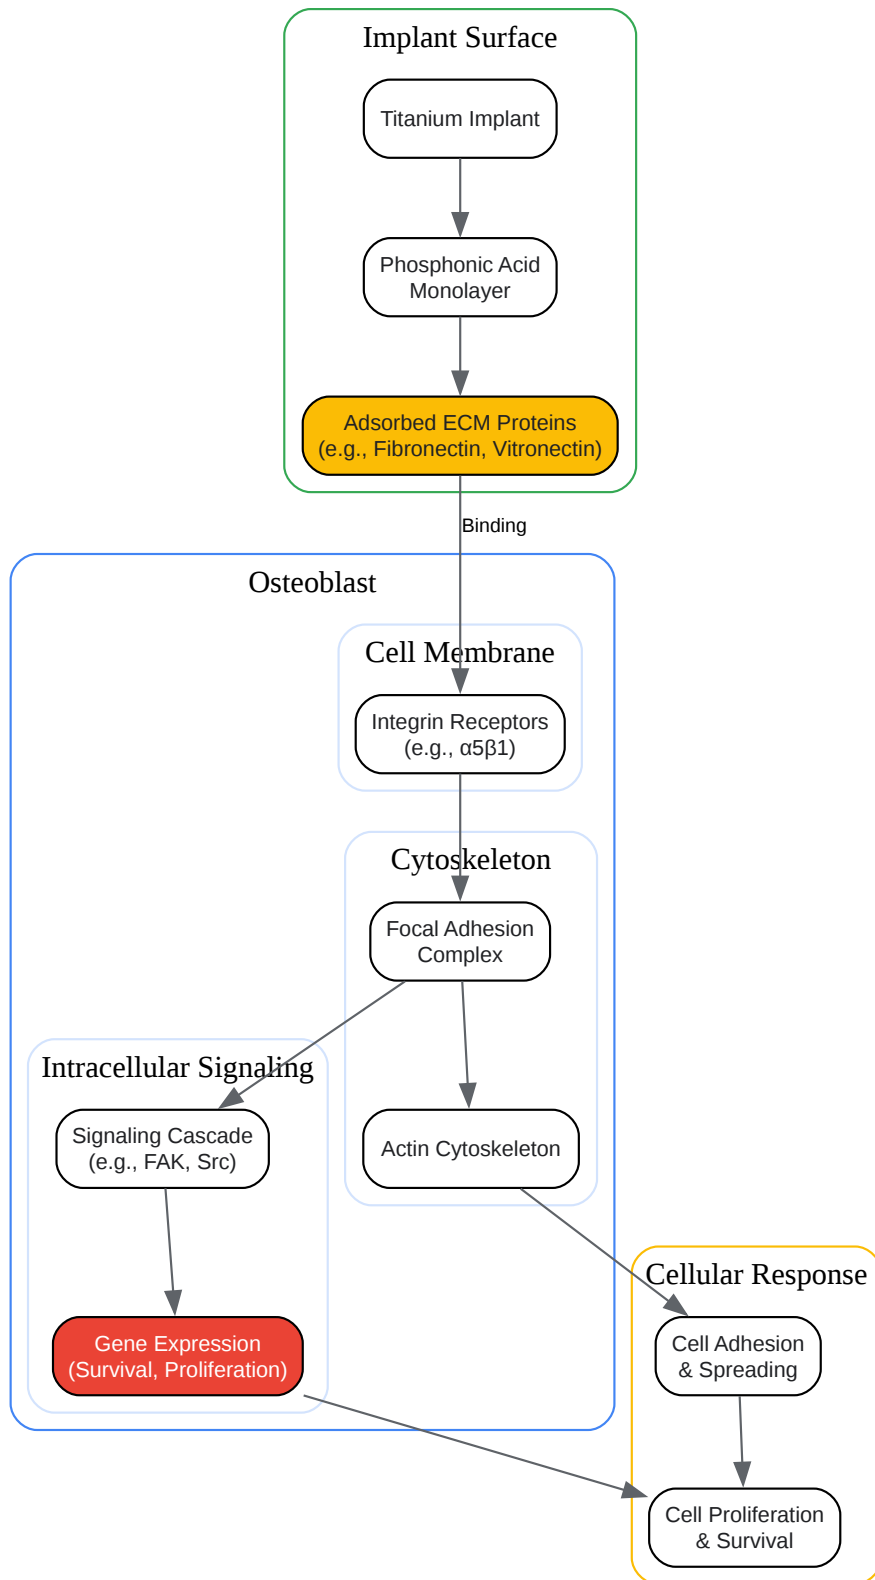 Implant Surface
Titanium Implant
Phosphonic Acid
Monolayer
Adsorbed ECM Proteins
(e.g., Fibronectin, Vitronectin)
Binding
Osteoblast
Cell Membrane
Integrin Receptors
(e.g., α5β1)
Cytoskeleton
Focal Adhesion
Complex
Intracellular Signaling
Signaling Cascade
(e.g., FAK, Src)
Actin Cytoskeleton
Gene Expression
(Survival, Proliferation)
Cellular Response
Cell Adhesion
& Spreading
Cell Proliferation
& Survival